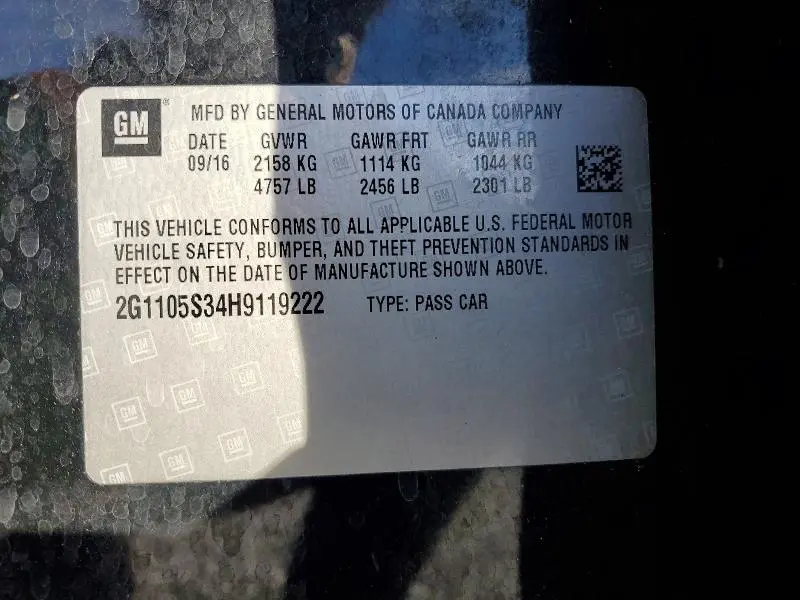 GM® MFD BY GENERAL MOTORS OF CANADA COMPANY
DATE GVWR GAWR FRT GAWR RR
09/16 2158 KG 1114 KG 1044 KG
4757 LB 2456 LB 2301 LB
THIS VEHICLE CONFORMS TO ALL APPLICABLE U.S. FEDERAL MOTOR
VEHICLE SAFETY, BUMPER, AND THEFT PREVENTION STANDARDS IN
EFFECT ON THE DATE OF MANUFACTURE SHOWN ABOVE.
2G1105S34H9119222 TYPE: PASS CAR